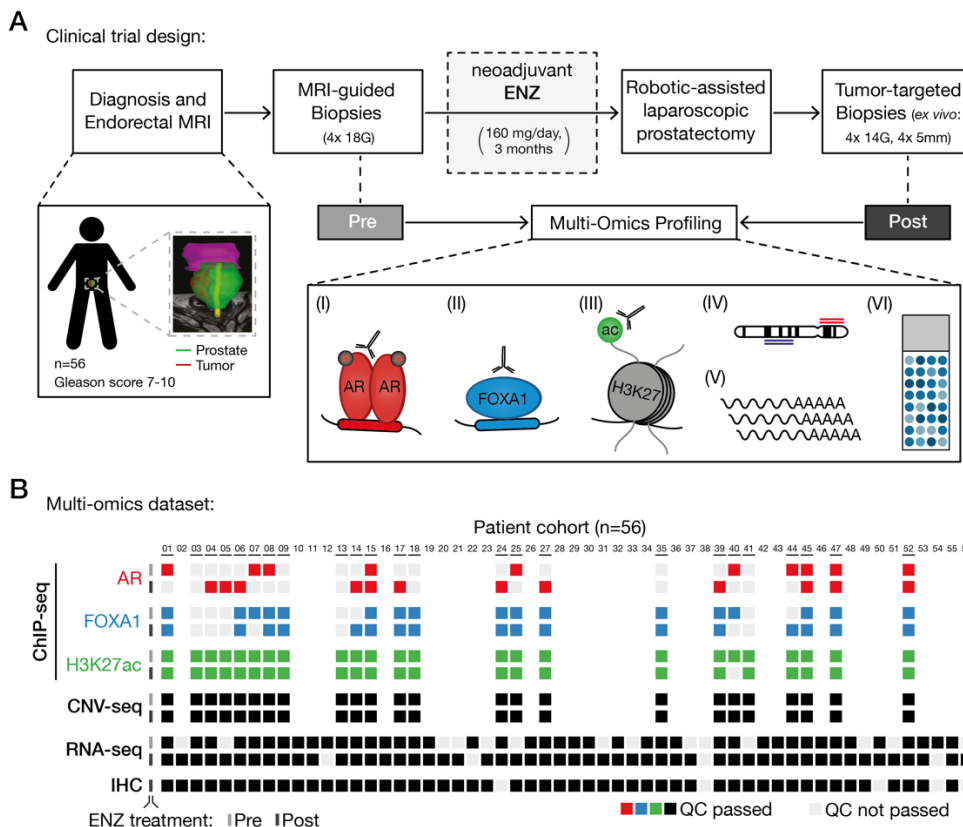 A
Clinical trial design:
Diagnosis and
Endorectal MRI
MRI-guided
Biopsies
(4x 18G)
neoadjuvant
ENZ
(160 mg/day,
3 months)
Robotic-assisted
laparoscopic
prostatectomy
Tumor-targeted
Biopsies (ex vivo:
4x 14G, 4x 5mm)
Pre
Multi-Omics Profiling
Post
n=56
Gleason score 7-10
Prostate
Tumor
(I)
(II)
(III)
(IV)
(V)
(VI)
AR AR
FOXA1
ac
H3K27
AAAAA
AAAAA
AAAAA
B
Multi-omics dataset:
Patient cohort (n=56)
01 02 03 04 05 06 07 08 09 10 11 12 13 14 15 16 17 18 19 20 21 22 23 24 25 26 27 28 29 30 31 32 33 34 35 36 37 38 39 40 41 42 43 44 45 46 47 48 49 50 51 52 53 54 55
ChIP-seq
AR
FOXA1
H3K27ac
CNV-seq
RNA-seq
IHC
ENZ treatment: Pre Post
QC passed QC not passed